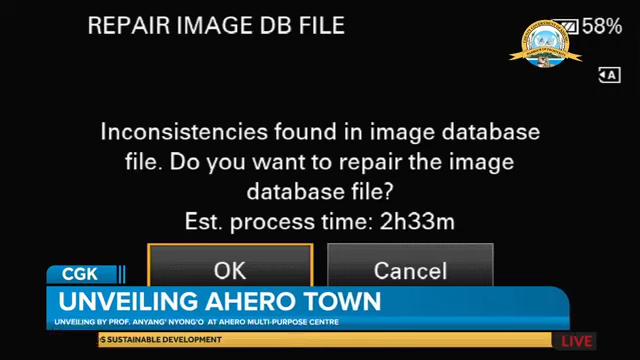 REPAIR IMAGE DB FILE
58%
A
Inconsistencies found in image database
file. Do you want to repair the image
database file?
Est. process time: 2h33m
OK
Cancel
CGK
UNVEILING AHERO TOWN
UNVEILING BY PROF. ANYANG' NYONG'O AT AHERO MULTI-PURPOSE CENTRE
SUSTAINABLE DEVELOPMENT
LIVE